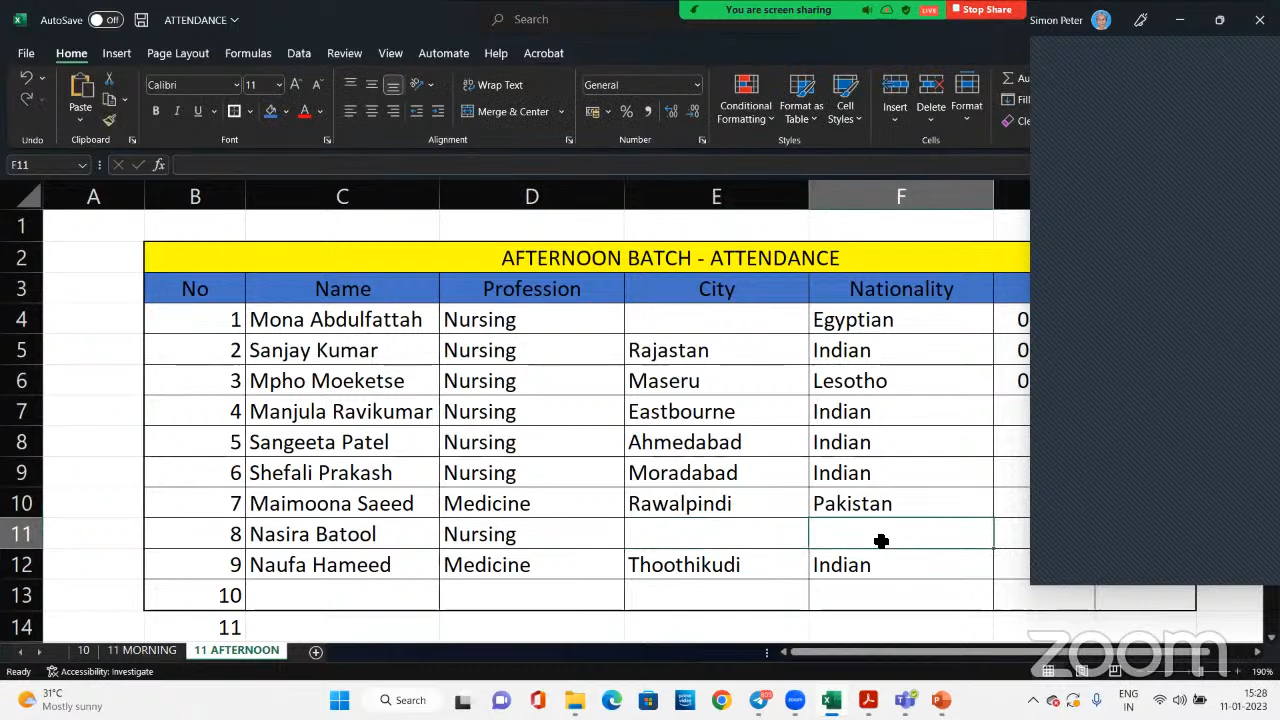 AutoSave Off ATTENDANCE Search You are screen sharing LIVE Stop Share Simon Peter
File Home Insert Page Layout Formulas Data Review View Automate Help Acrobat
Calibri 11 A A Wrap Text General
Paste B I U A Merge & Center % Conditional Formatting Format as Table Cell Styles Insert Delete Format
Undo Clipboard Font Alignment Number Styles Cells
F11 fx
A B C D E F
1
2 AFTERNOON BATCH - ATTENDANCE
3 No Name Profession City Nationality
4 1 Mona Abdulfattah Nursing Egyptian 0
5 2 Sanjay Kumar Nursing Rajastan Indian 0
6 3 Mpho Moeketse Nursing Maseru Lesotho 0
7 4 Manjula Ravikumar Nursing Eastbourne Indian
8 5 Sangeeta Patel Nursing Ahmedabad Indian
9 6 Shefali Prakash Nursing Moradabad Indian
10 7 Maimoona Saeed Medicine Rawalpindi Pakistan
11 8 Nasira Batool Nursing
12 9 Naufa Hameed Medicine Thoothikudi Indian
13 10
14 11
10 11 MORNING 11 AFTERNOON
zoom
Ready Accessibility: Investigate 190%
31°C Search ENG 15:28
Mostly sunny IN 11-01-2023